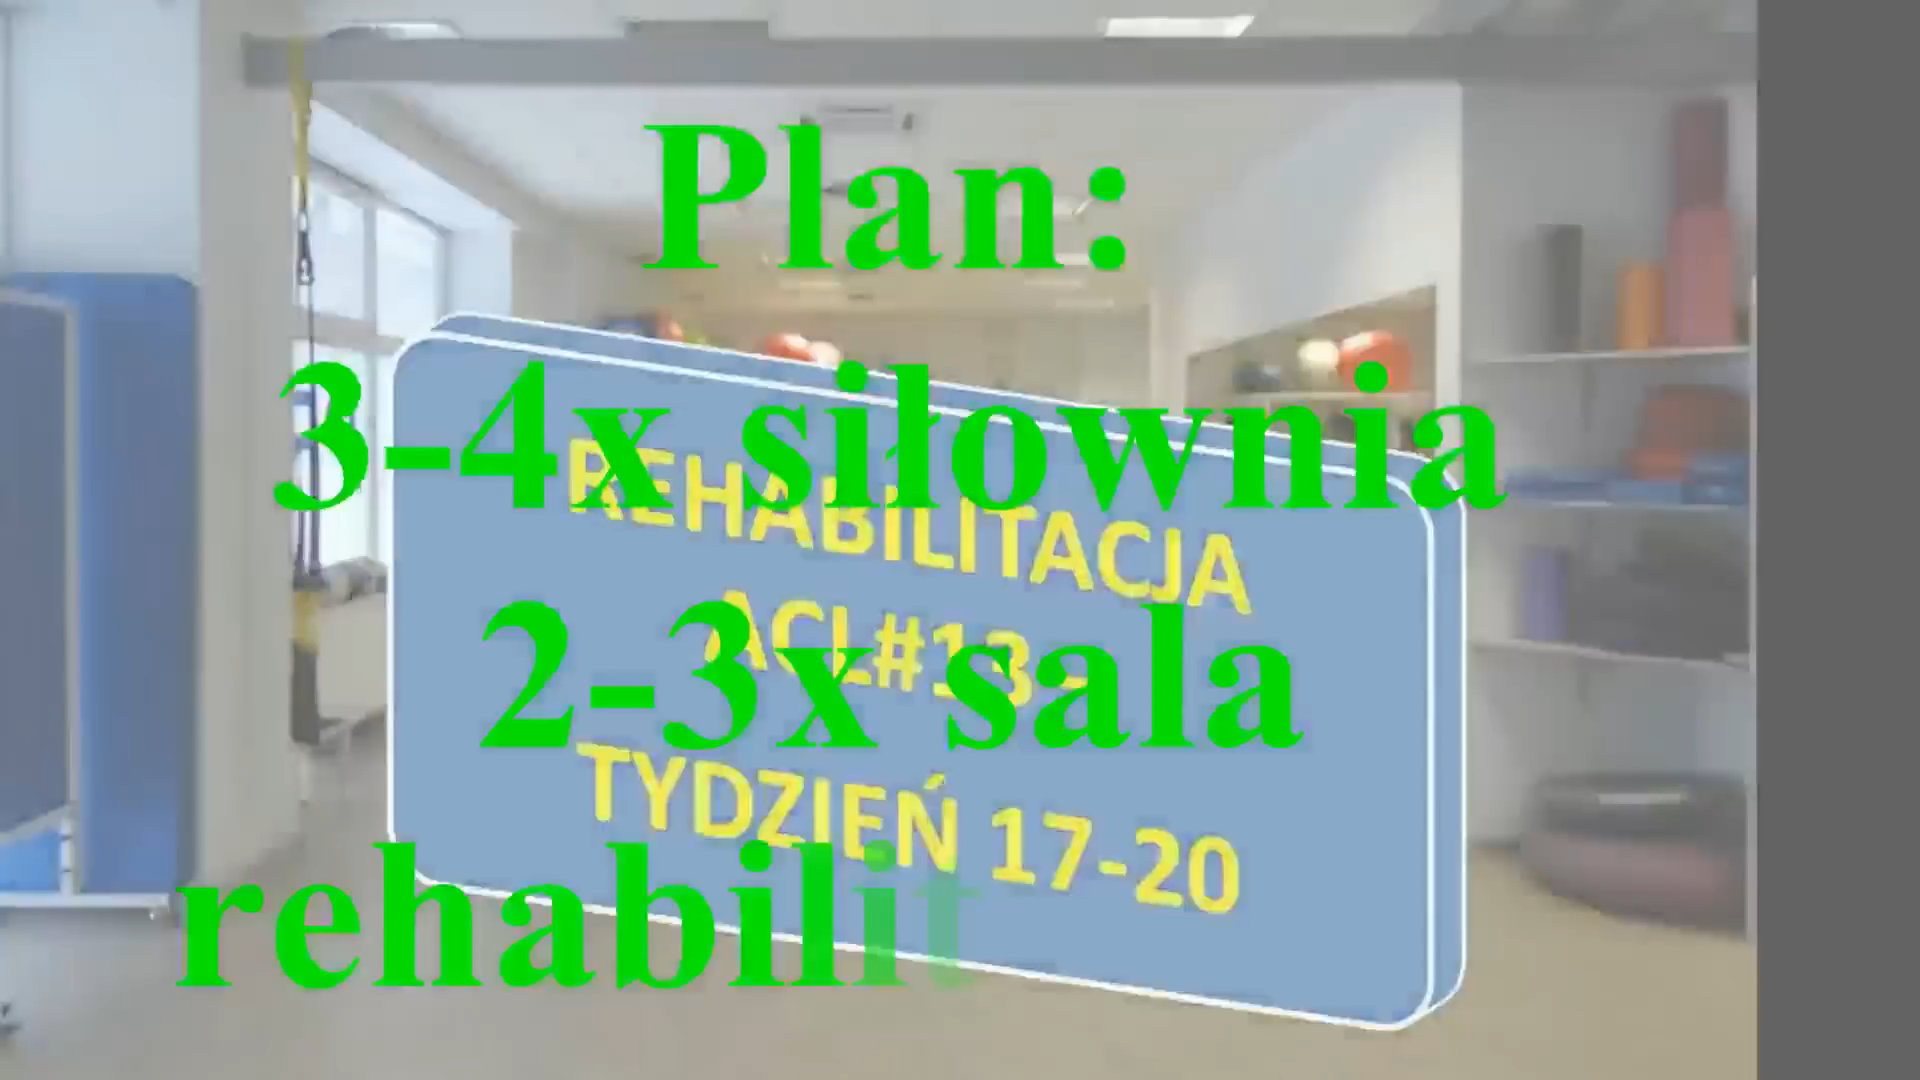 Plan:
3-4x siłownia
REHABILITACJA
2-3x sala
ACL#13 -
TYDZIEŃ 17-20
rehabilit